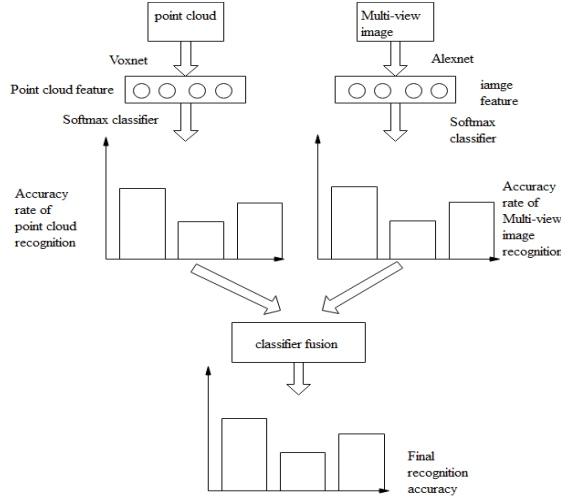 point cloud
Multi-view
image
Voxnet
Alexnet
Point cloud feature
iamge
feature
Softmax classifier
Softmax
classifier
Accuracy
rate of
point cloud
recognition
Accuracy
rate of
Multi-view
image
recognition
classifier fusion
Final
recognition
accuracy